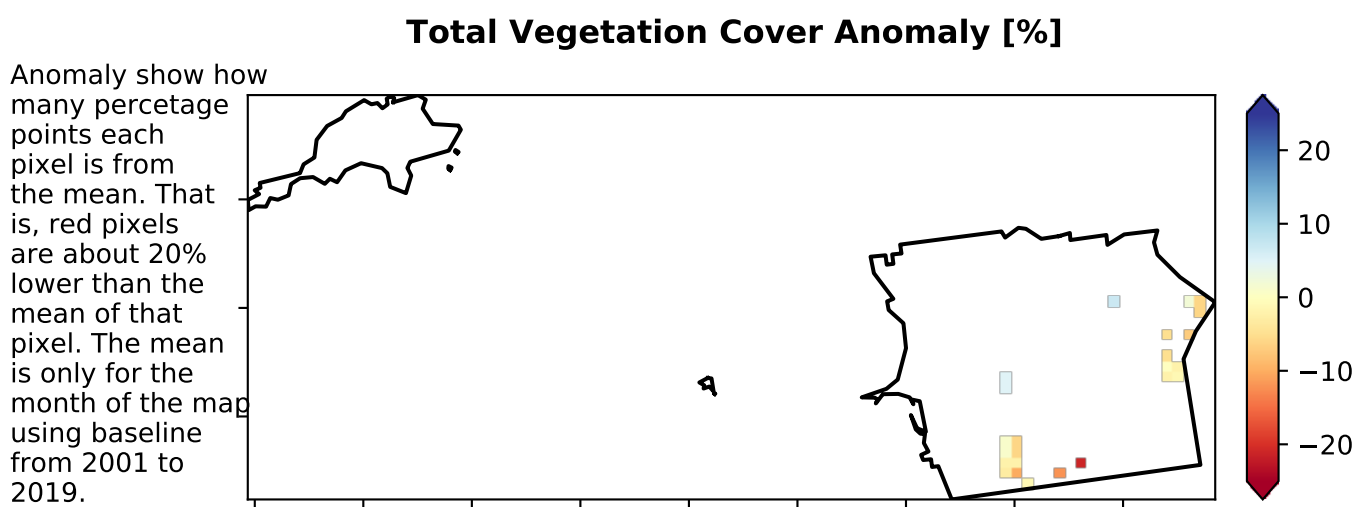 Total Vegetation Cover Anomaly [%]
Anomaly show how
many percetage
points each
pixel is from
the mean. That
is, red pixels
are about 20%
lower than the
mean of that
pixel. The mean
is only for the
month of the map
using baseline
from 2001 to
2019.
20
10
0
−10
−20